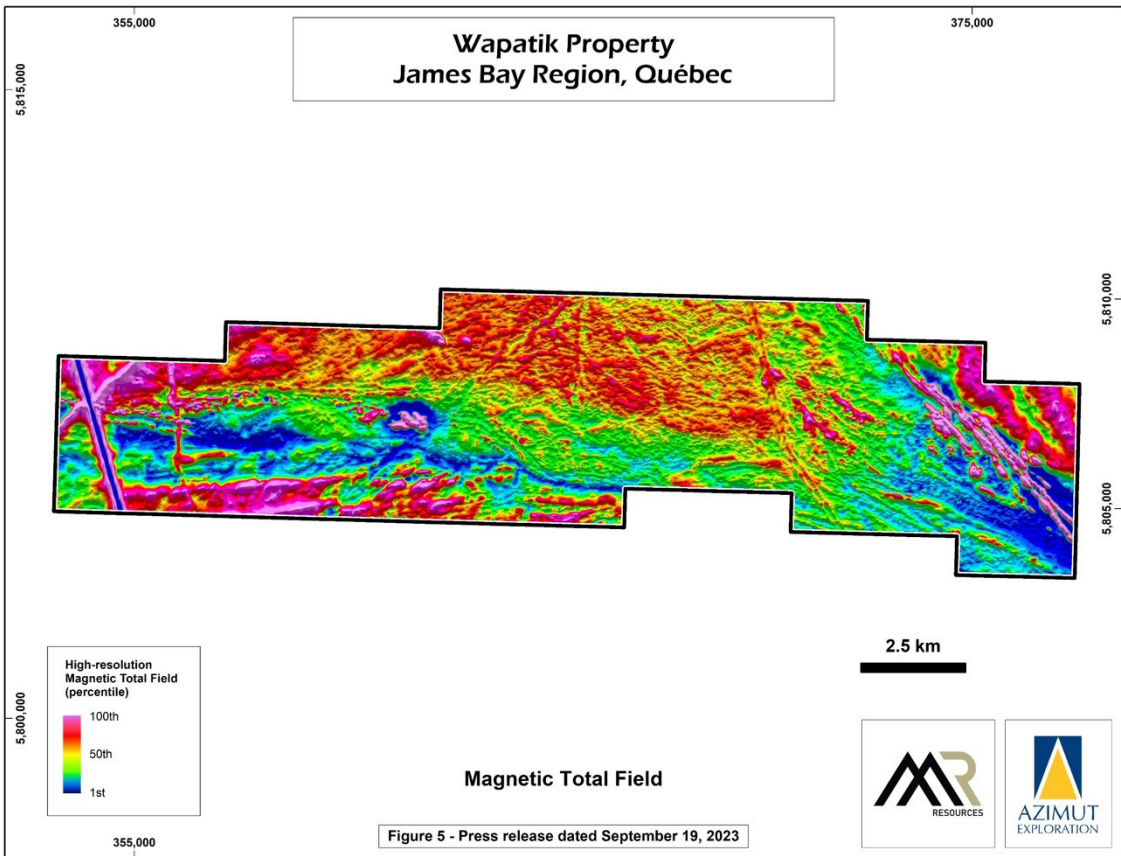 355,000
375,000
Wapatik Property
James Bay Region, Québec
5,815,000
5,810,000
5,805,000
2.5 km
High-resolution
Magnetic Total Field
(percentile)
100th
50th
1st
5,800,000
Magnetic Total Field
MR
RESOURCES
AZIMUT
EXPLORATION
Figure 5 - Press release dated September 19, 2023
355,000